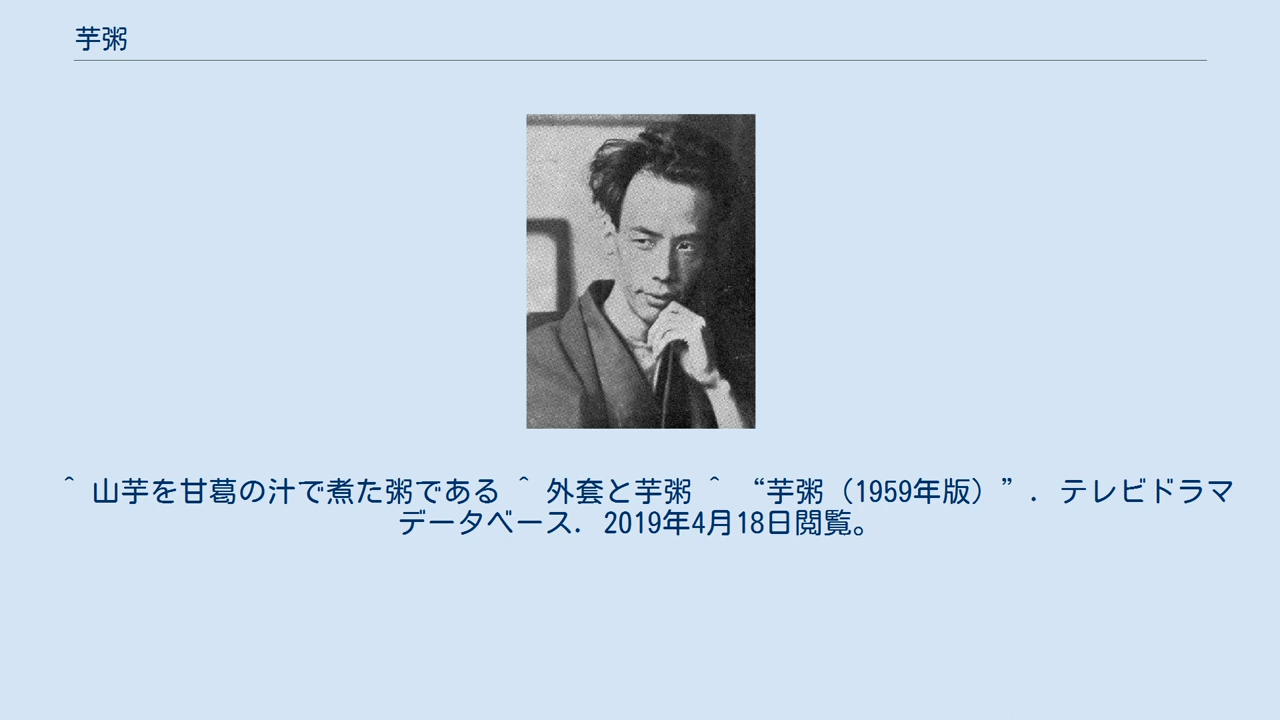 芋粥
^ 山芋を甘葛の汁で煮た粥である ^ 外套と芋粥 ^ “芋粥（1959年版）”. テレビドラマ
データベース. 2019年4月18日閲覧。